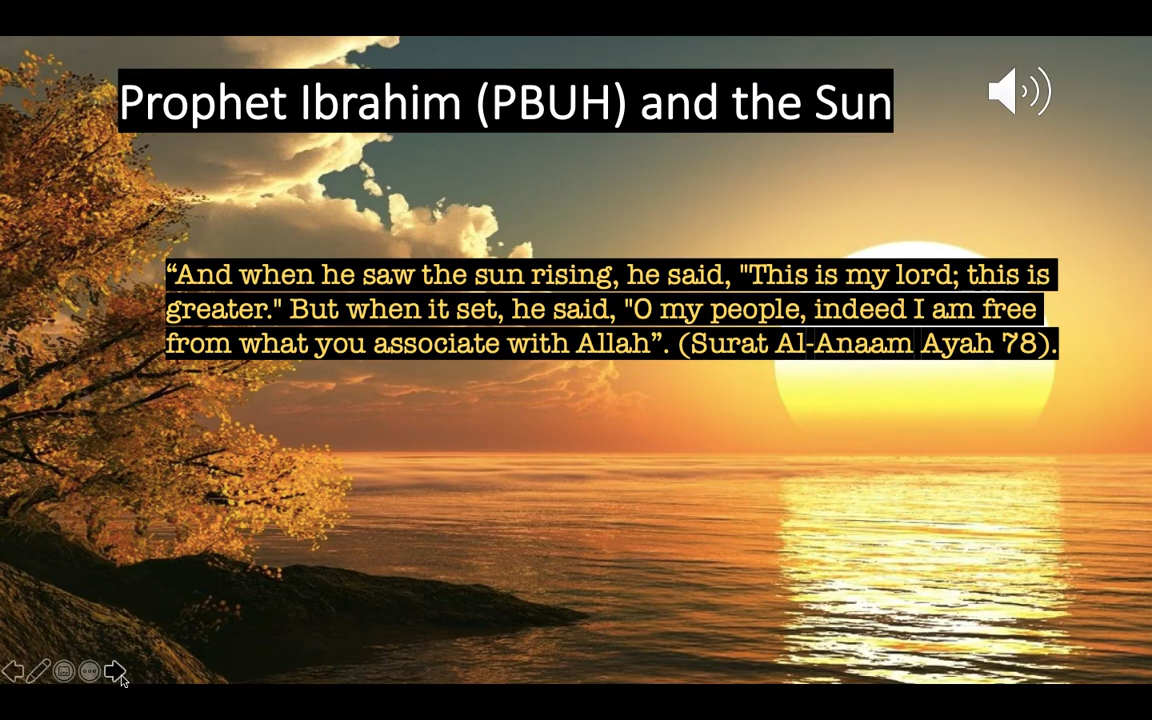 Prophet Ibrahim (PBUH) and the Sun
“And when he saw the sun rising, he said, "This is my lord; this is
greater." But when it set, he said, "O my people, indeed I am free
from what you associate with Allah”. (Surat Al-Anaam Ayah 78).